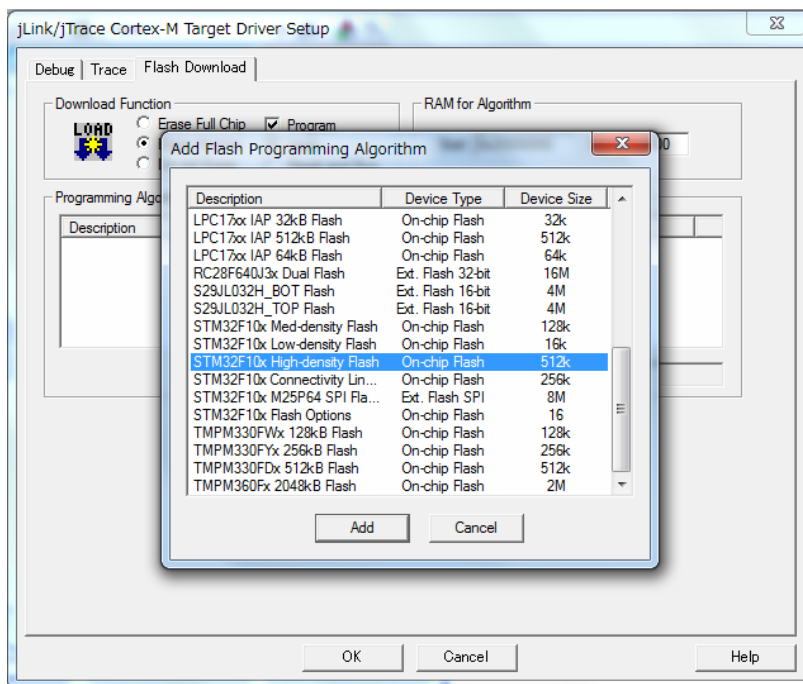 jLink/jTrace Cortex-M Target Driver Setup
Debug Trace Flash Download
Download Function
RAM for Algorithm
LOAD
Erase Full Chip
Program
Add Flash Programming Algorithm
Programming Algo
Description
Description Device Type Device Size
LPC17xx IAP 32kB Flash On-chip Flash 32k
LPC17xx IAP 512kB Flash On-chip Flash 512k
LPC17xx IAP 64kB Flash On-chip Flash 64k
RC28F640J3x Dual Flash Ext. Flash 32-bit 16M
S29JL032H_BOT Flash Ext. Flash 16-bit 4M
S29JL032H_TOP Flash Ext. Flash 16-bit 4M
STM32F10x Med-density Flash On-chip Flash 128k
STM32F10x Low-density Flash On-chip Flash 16k
STM32F10x High-density Flash On-chip Flash 512k
STM32F10x Connectivity Lin... On-chip Flash 256k
STM32F10x M25P64 SPI Fla... Ext. Flash SPI 8M
STM32F10x Flash Options On-chip Flash 16
TMPM330FWx 128kB Flash On-chip Flash 128k
TMPM330FYx 256kB Flash On-chip Flash 256k
TMPM330FDx 512kB Flash On-chip Flash 512k
TMPM360Fx 2048kB Flash On-chip Flash 2M
Add Cancel
OK Cancel Help